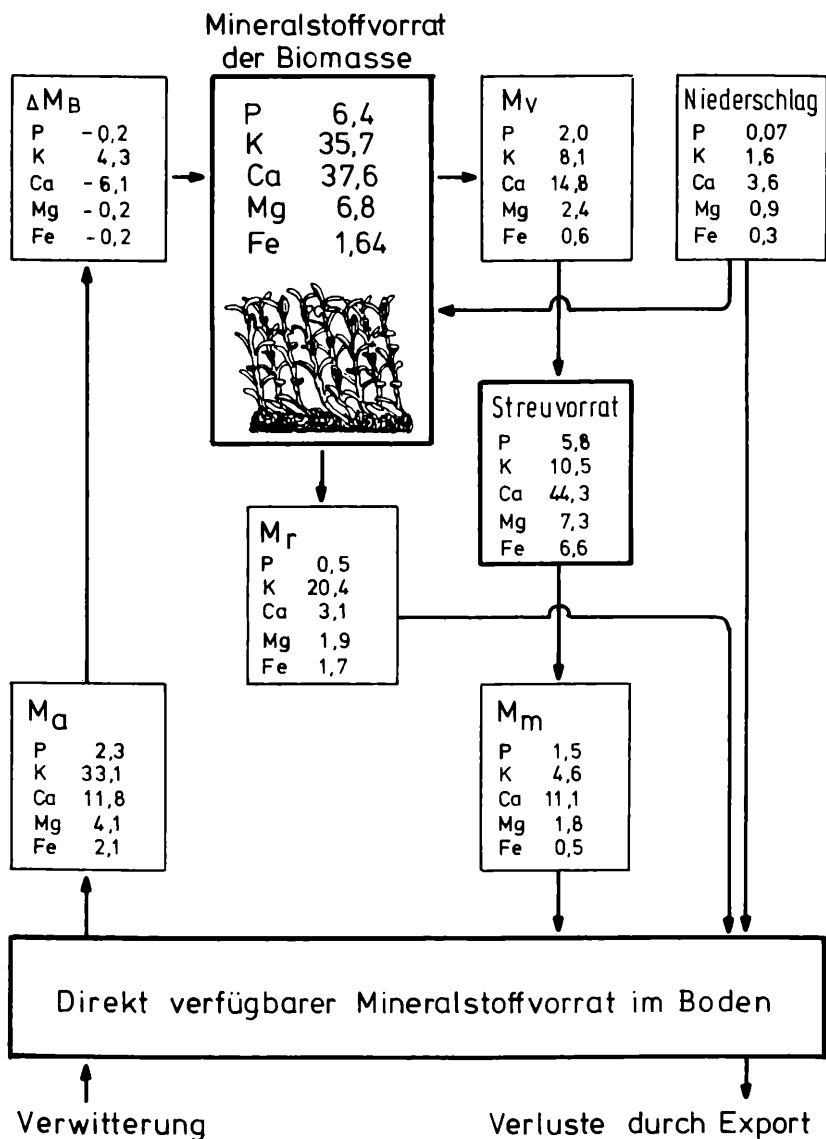 Mineralstoffvorrat
der Biomasse
ΔMB
P -0,2
K 4,3
Ca -6,1
Mg -0,2
Fe -0,2
P 6,4
K 35,7
Ca 37,6
Mg 6,8
Fe 1,64
Mv
P 2,0
K 8,1
Ca 14,8
Mg 2,4
Fe 0,6
Niederschlag
P 0,07
K 1,6
Ca 3,6
Mg 0,9
Fe 0,3
Streuvorrat
P 5,8
K 10,5
Ca 44,3
Mg 7,3
Fe 6,6
Mr
P 0,5
K 20,4
Ca 3,1
Mg 1,9
Fe 1,7
Ma
P 2,3
K 33,1
Ca 11,8
Mg 4,1
Fe 2,1
Mm
P 1,5
K 4,6
Ca 11,1
Mg 1,8
Fe 0,5
Direkt verfügbarer Mineralstoffvorrat im Boden
Verwitterung
Verluste durch Export